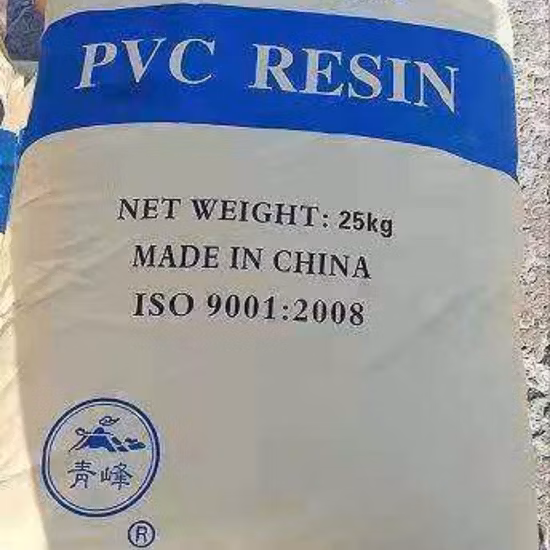 PVC RESIN
NET WEIGHT: 25kg
MADE IN CHINA
ISO 9001:2008
青峰
®